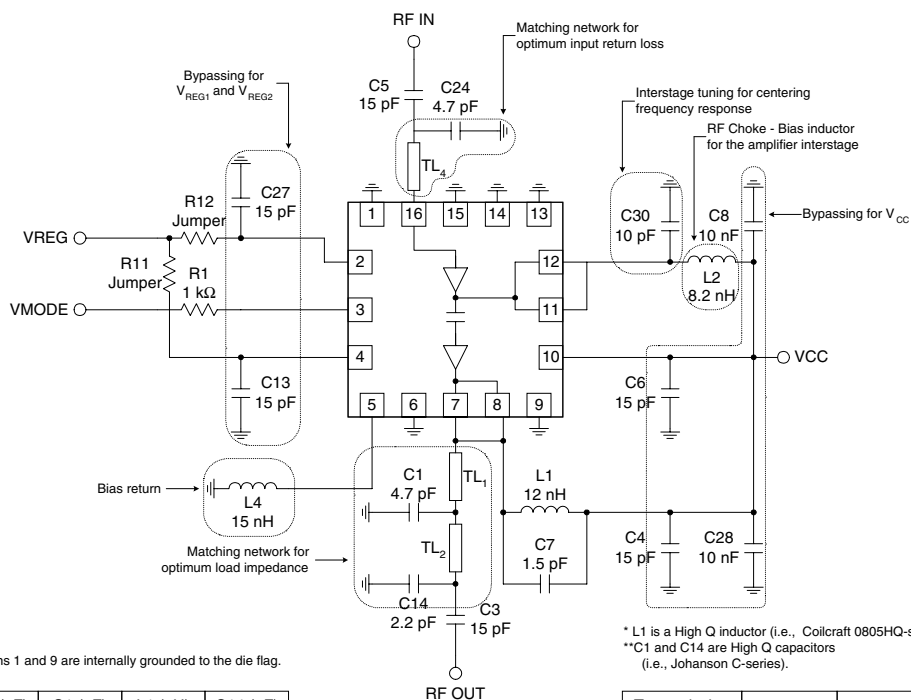 RF IN
Matching network for
optimum input return loss
C5
15 pF
C24
4.7 pF
TL4
Bypassing for
VREG1 and VREG2
Interstage tuning for centering
frequency response
RF Choke - Bias inductor
for the amplifier interstage
R12
Jumper
C27
15 pF
C30
10 pF
C8
10 nF
Bypassing for VCC
1
16
15
14
13
VREG
R11
Jumper
R1
1 kΩ
2
12
L2
8.2 nH
VMODE
3
11
4
10
VCC
C13
15 pF
C6
15 pF
5
6
7
8
9
Bias return
L4
15 nH
C1
4.7 pF
TL1
L1
12 nH
Matching network for
optimum load impedance
TL2
C7
1.5 pF
C4
15 pF
C28
10 nF
C14
2.2 pF
C3
15 pF
RF OUT
* L1 is a High Q inductor (i.e., Coilcraft 0805HQ-s
**C1 and C14 are High Q capacitors
(i.e., Johanson C-series).
ns 1 and 9 are internally grounded to the die flag.